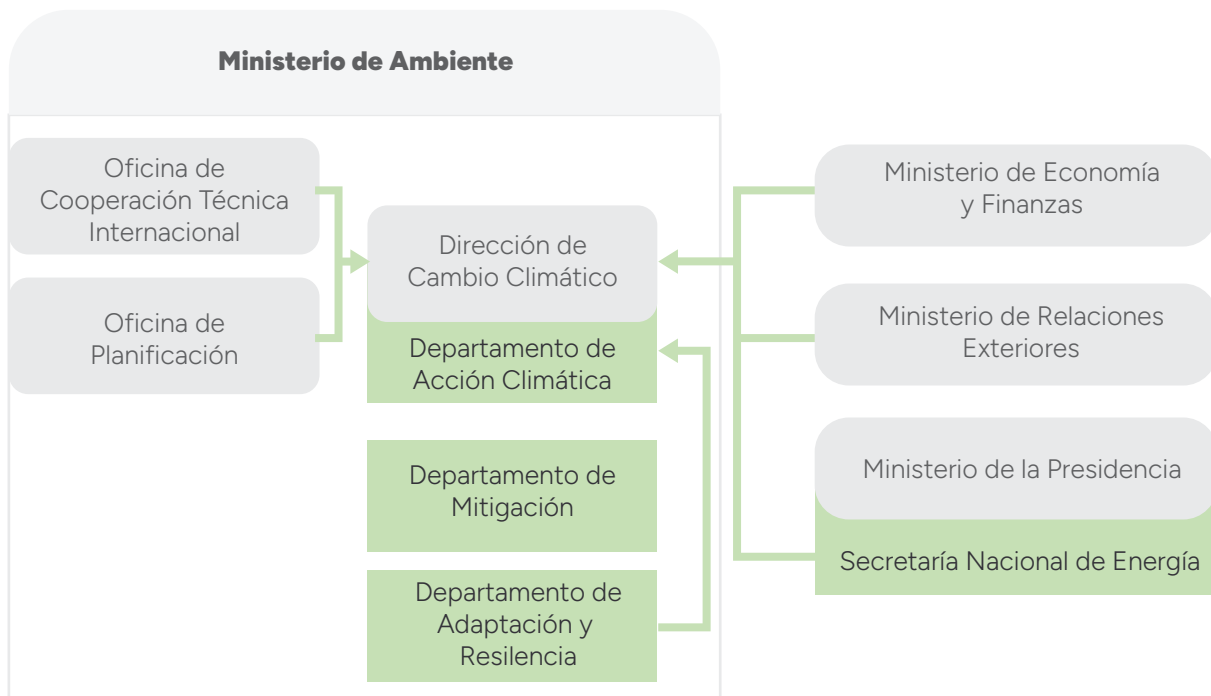 Ministerio de Ambiente
Oficina de
Cooperación Técnica
Internacional
Oficina de
Planificación
Dirección de
Cambio Climático
Departamento de
Acción Climática
Departamento de
Mitigación
Departamento de
Adaptación y
Resilencia
Ministerio de Economía
y Finanzas
Ministerio de Relaciones
Exteriores
Ministerio de la Presidencia
Secretaría Nacional de Energía